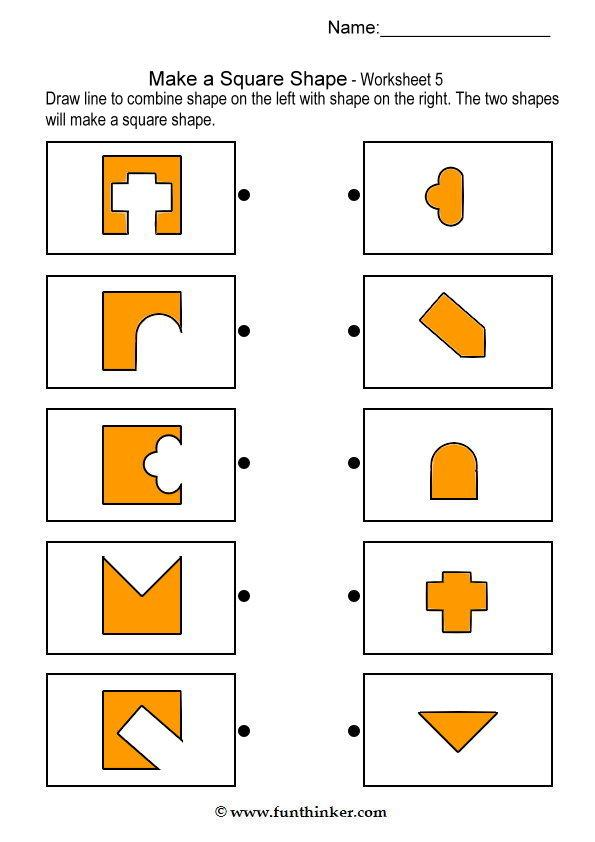 Name:_________________
Make a Square Shape - Worksheet 5
Draw line to combine shape on the left with shape on the right. The two shapes
will make a square shape.
© www.funthinker.com